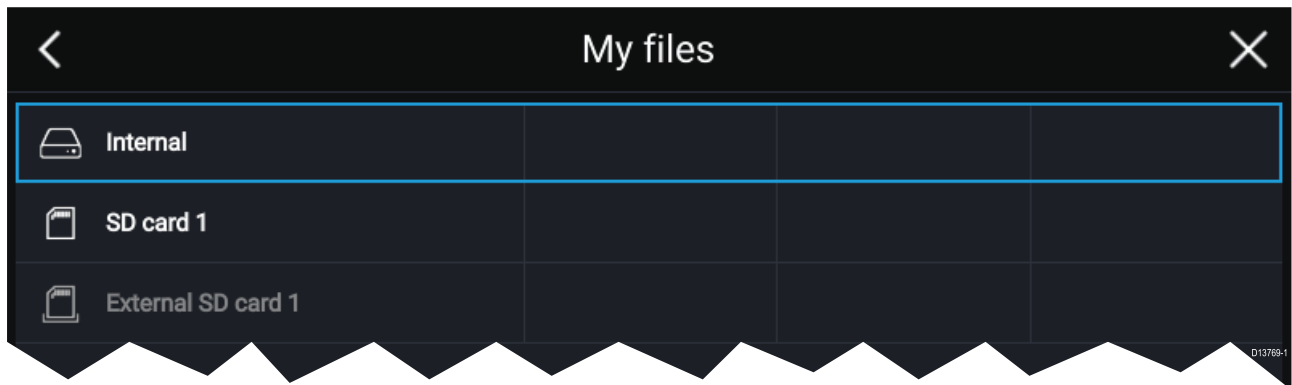 My files
Internal
SD card 1
External SD card 1
D13769-1